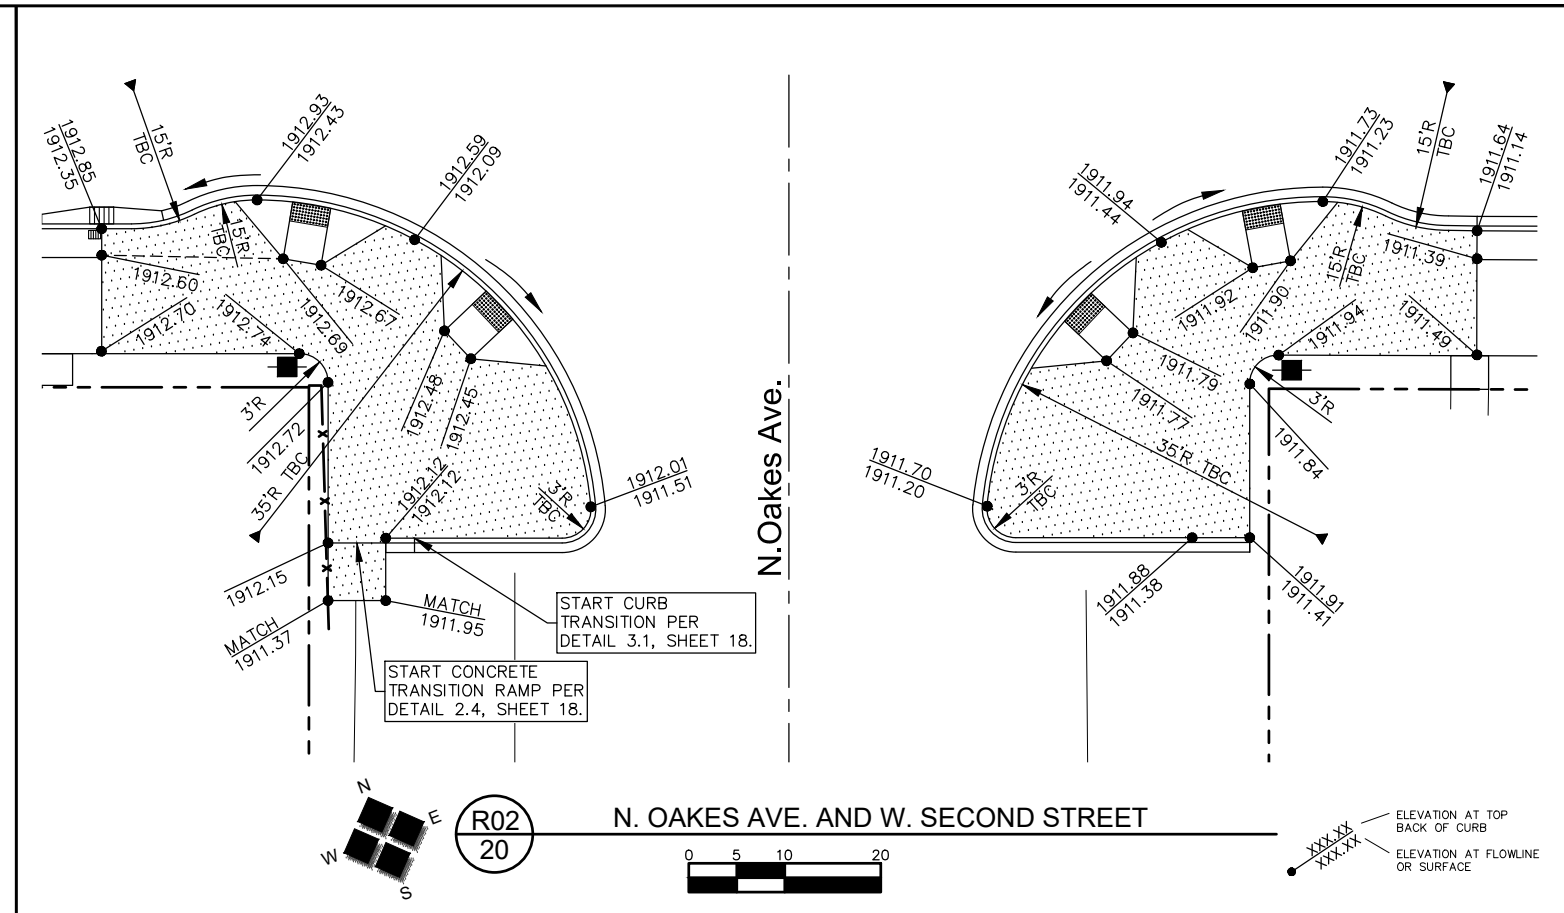 1912.85
1912.35
15'R
TBC
1912.93
1912.43
1912.59
1912.09
15'R
TBC
1912.60
1912.70
1912.74
1912.69
1912.67
3'R
1912.72
35'R TBC
1912.48
1912.45
1912.12
1912.12
3'R
TBC
1912.01
1911.51
1912.15
MATCH
1911.37
MATCH
1911.95
START CURB
TRANSITION PER
DETAIL 3.1, SHEET 18.
START CONCRETE
TRANSITION RAMP PER
DETAIL 2.4, SHEET 18.
N.Oakes Ave.
1911.94
1911.44
1911.73
1911.23
15'R
TBC
1911.64
1911.14
15'R
TBC
1911.39
1911.92
1911.90
1911.94
1911.49
1911.79
1911.77
3'R
1911.84
35'R TBC
1911.70
1911.20
3'R
TBC
1911.88
1911.38
1911.91
1911.41
N
E
W
S
R02
20
N. OAKES AVE. AND W. SECOND STREET
0 5 10 20
XXX.XX
XXX.XX
ELEVATION AT TOP
BACK OF CURB
ELEVATION AT FLOWLINE
OR SURFACE